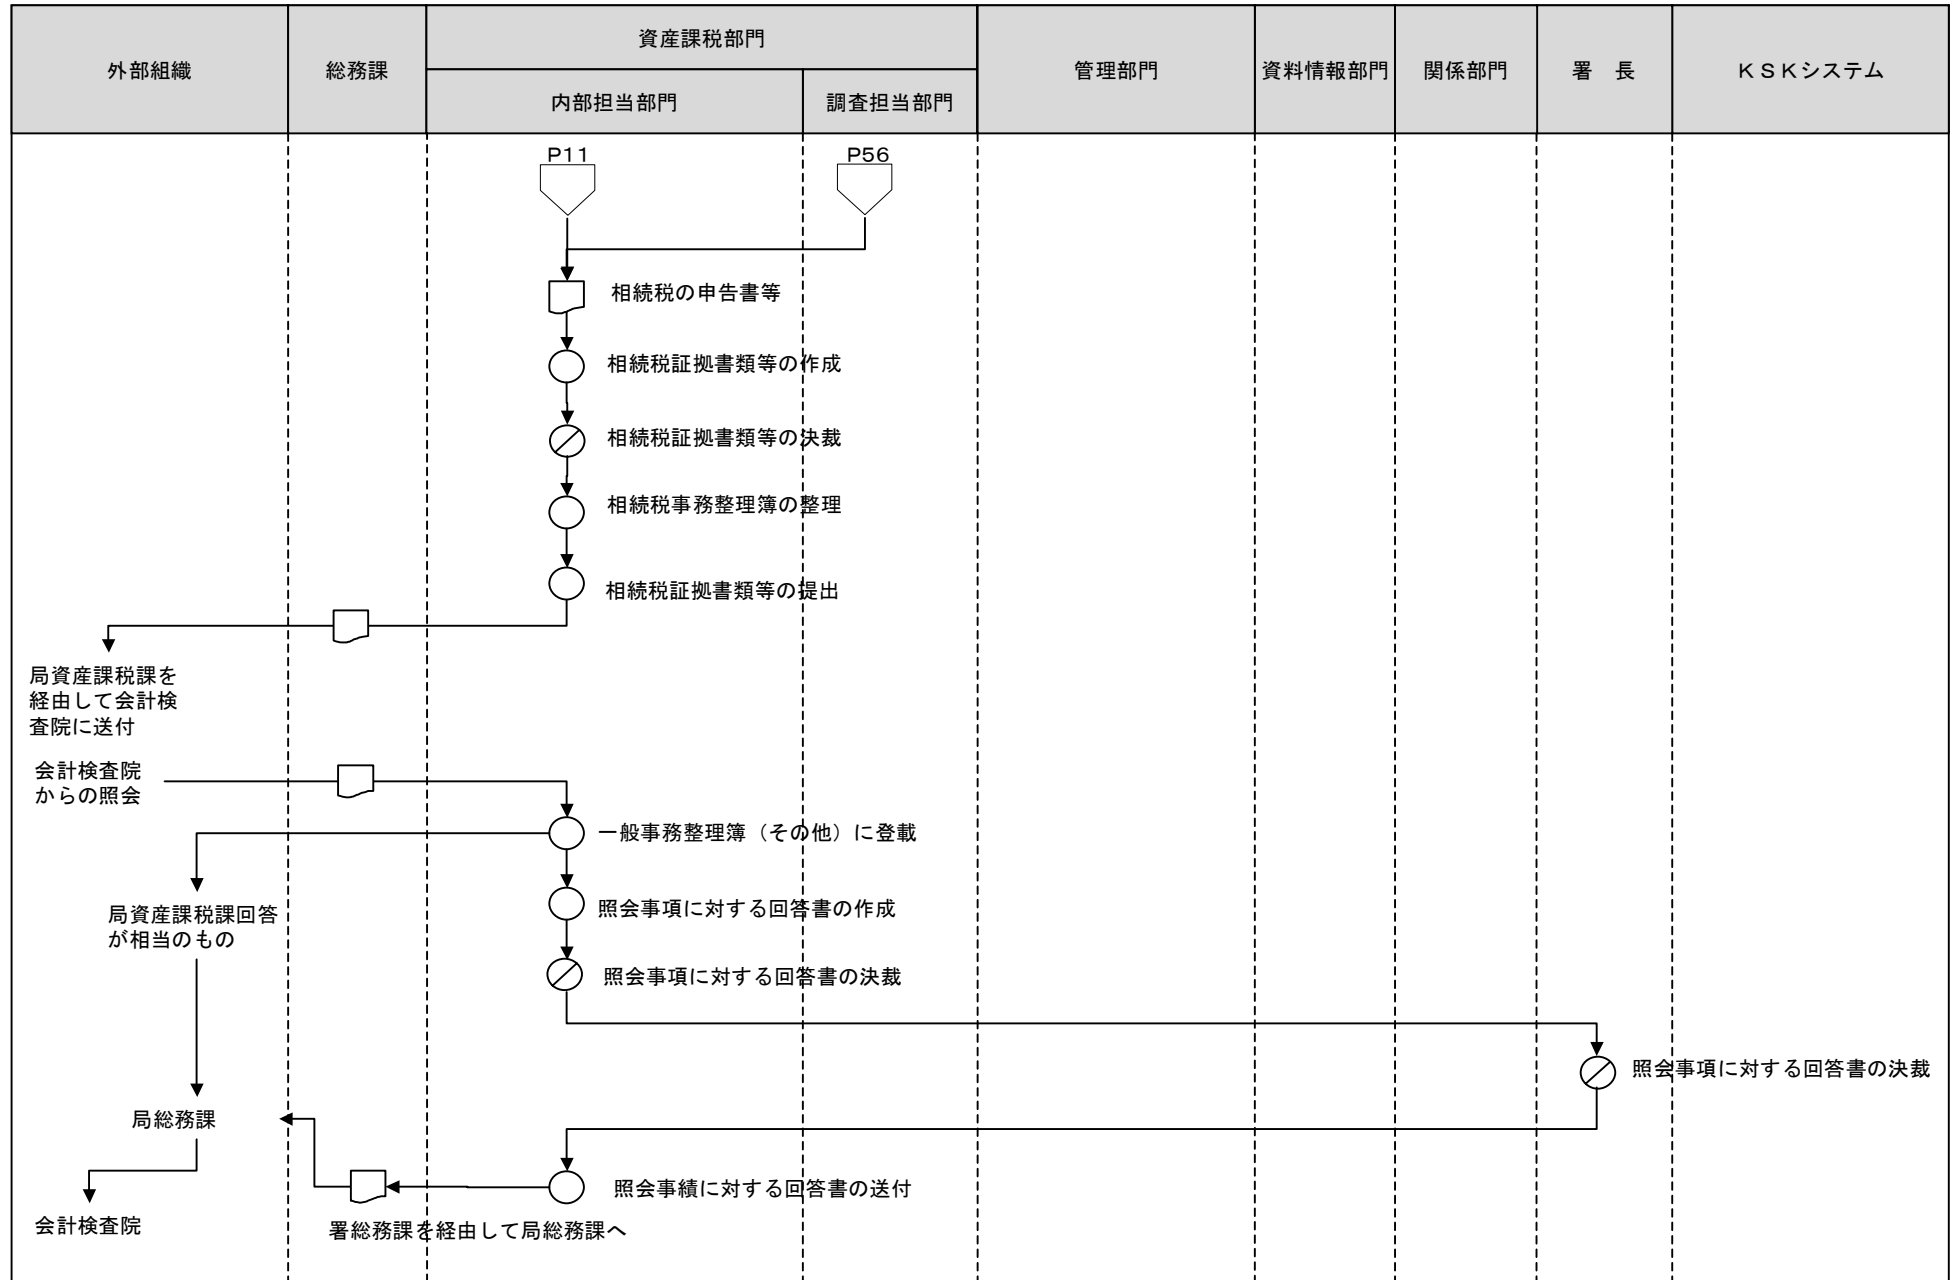 外部組織
総務課
資産課税部門
内部担当部門
調査担当部門
管理部門
資料情報部門
関係部門
署　長
ＫＳＫシステム
P11
P56
相続税の申告書等
相続税証拠書類等の作成
相続税証拠書類等の決裁
相続税事務整理簿の整理
相続税証拠書類等の提出
局資産課税課を
経由して会計検
査院に送付
会計検査院
からの照会
一般事務整理簿（その他）に登載
局資産課税課回答
が相当のもの
照会事項に対する回答書の作成
照会事項に対する回答書の決裁
照会事項に対する回答書の決裁
局総務課
照会事績に対する回答書の送付
会計検査院
署総務課を経由して局総務課へ